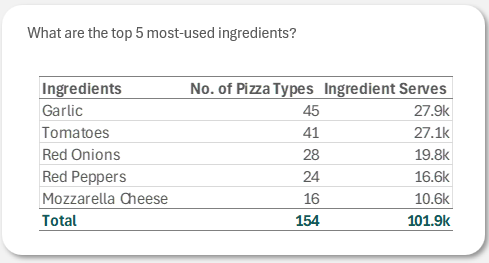 What are the top 5 most-used ingredients?
Ingredients No. of Pizza Types Ingredient Serves
Garlic 45 27.9k
Tomatoes 41 27.1k
Red Onions 28 19.8k
Red Peppers 24 16.6k
Mozzarella Cheese 16 10.6k
Total 154 101.9k